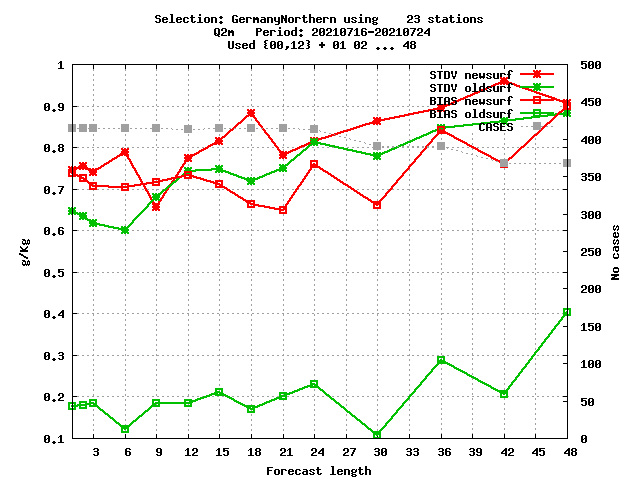 Selection: GermanyNorthern using    23 stations
Q2m   Period: 20210716-20210724
Used {00,12} + 01 02 ... 48
1 500
STDV newsurf
STDV oldsurf
0.9 BIAS newsurf 450
BIAS oldsurf
CASES
400
0.8
350
0.7
300
0.6
g/Kg 250 No cases
0.5
200
0.4
150
0.3
100
0.2
50
0.1 0
3 6 9 12 15 18 21 24 27 30 33 36 39 42 45 48
Forecast length